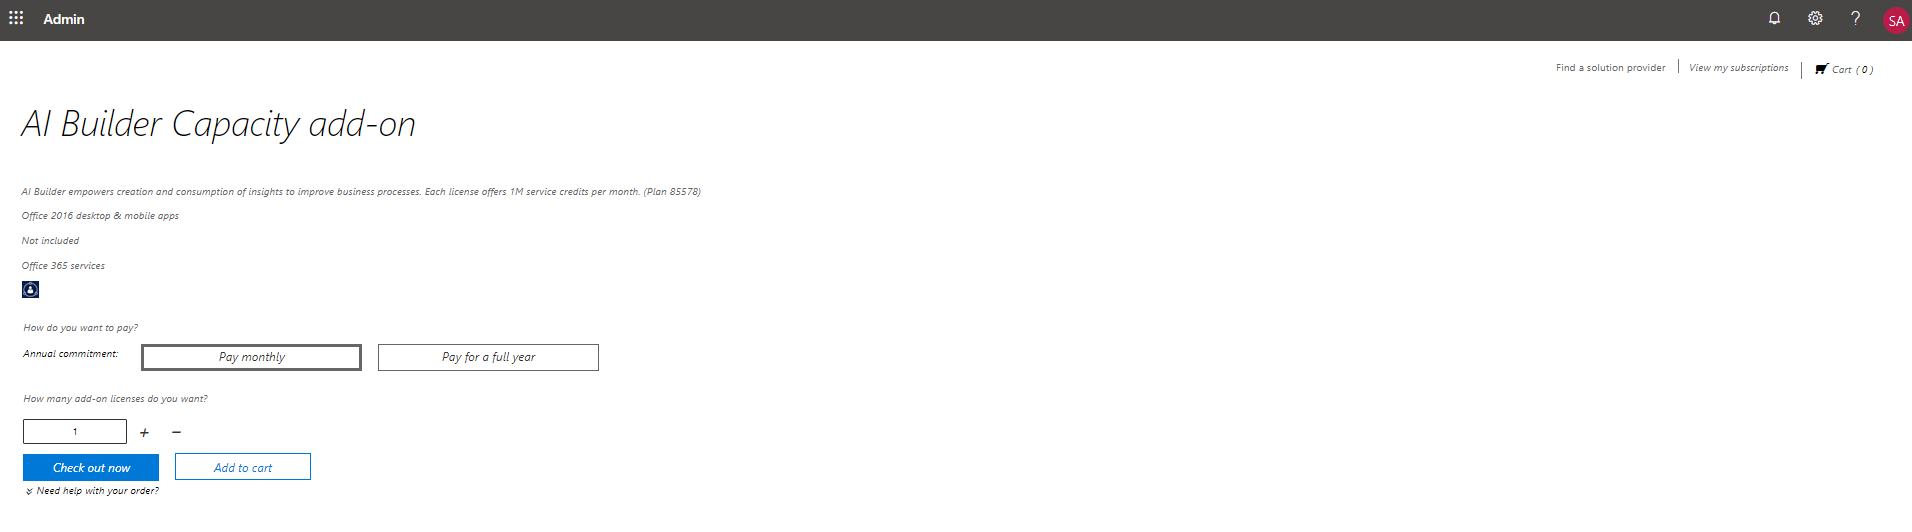 Admin
SA
Find a solution provider
View my subscriptions
Cart ( 0 )
AI Builder Capacity add-on
AI Builder empowers creation and consumption of insights to improve business processes. Each license offers 1M service credits per month. (Plan 85578)
Office 2016 desktop & mobile apps
Not included
Office 365 services
How do you want to pay?
Annual commitment:
Pay monthly
Pay for a full year
How many add-on licenses do you want?
1 + −
Check out now
Add to cart
Need help with your order?